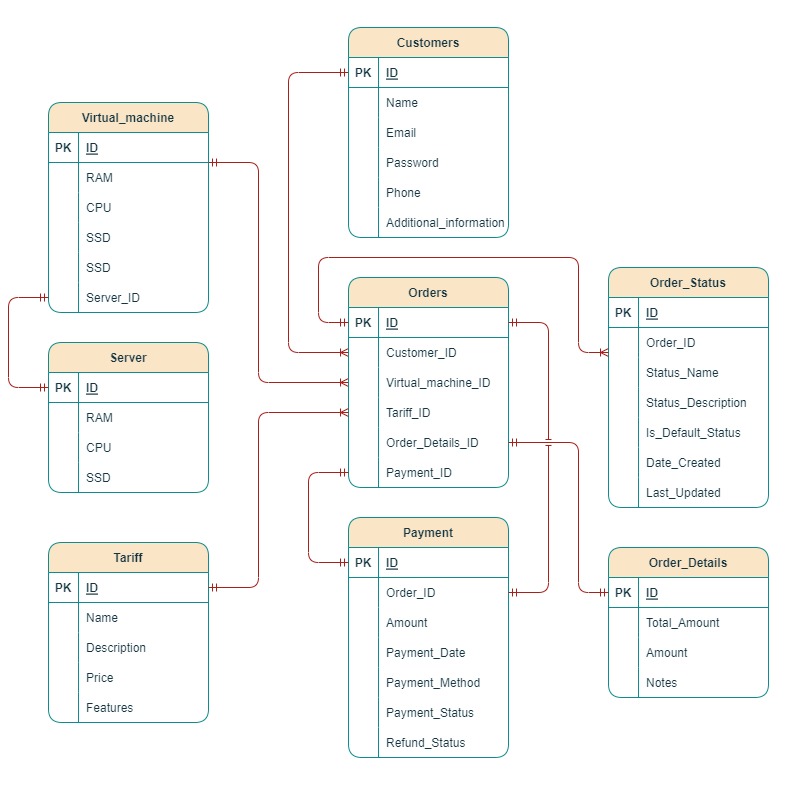 Customers
PK ID
Name
Email
Password
Phone
Additional_information
Virtual_machine
PK ID
RAM
CPU
SSD
SSD
Server_ID
Server
PK ID
RAM
CPU
SSD
Tariff
PK ID
Name
Description
Price
Features
Orders
PK ID
Customer_ID
Virtual_machine_ID
Tariff_ID
Order_Details_ID
Payment_ID
Payment
PK ID
Order_ID
Amount
Payment_Date
Payment_Method
Payment_Status
Refund_Status
Order_Status
PK ID
Order_ID
Status_Name
Status_Description
Is_Default_Status
Date_Created
Last_Updated
Order_Details
PK ID
Total_Amount
Amount
Notes